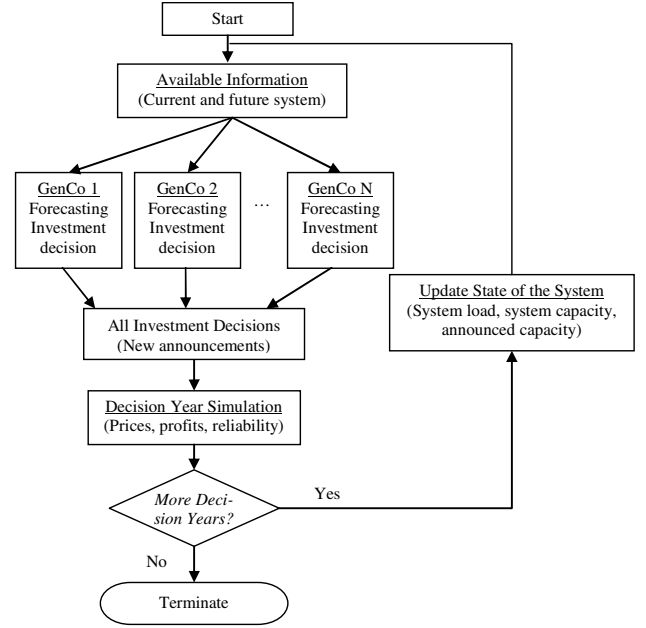 Start
Available Information
(Current and future system)
GenCo 1
Forecasting
Investment
decision
GenCo 2
Forecasting
Investment
decision
...
GenCo N
Forecasting
Investment
decision
Update State of the System
(System load, system capacity,
announced capacity)
All Investment Decisions
(New announcements)
Decision Year Simulation
(Prices, profits, reliability)
More Deci-
sion Years?
Yes
No
Terminate